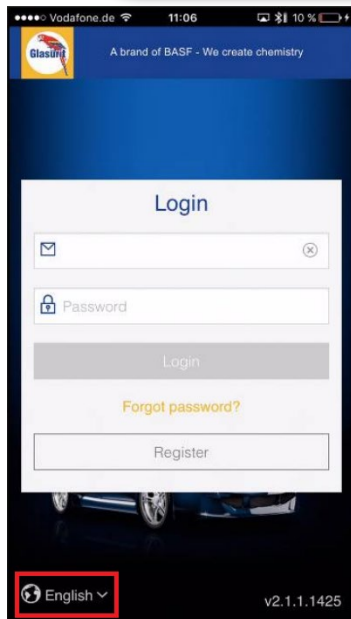 Vodafone.de 11:06 10 %
Glasurit A brand of BASF - We create chemistry
Login
Password
Login
Forgot password?
Register
English v2.1.1.1425